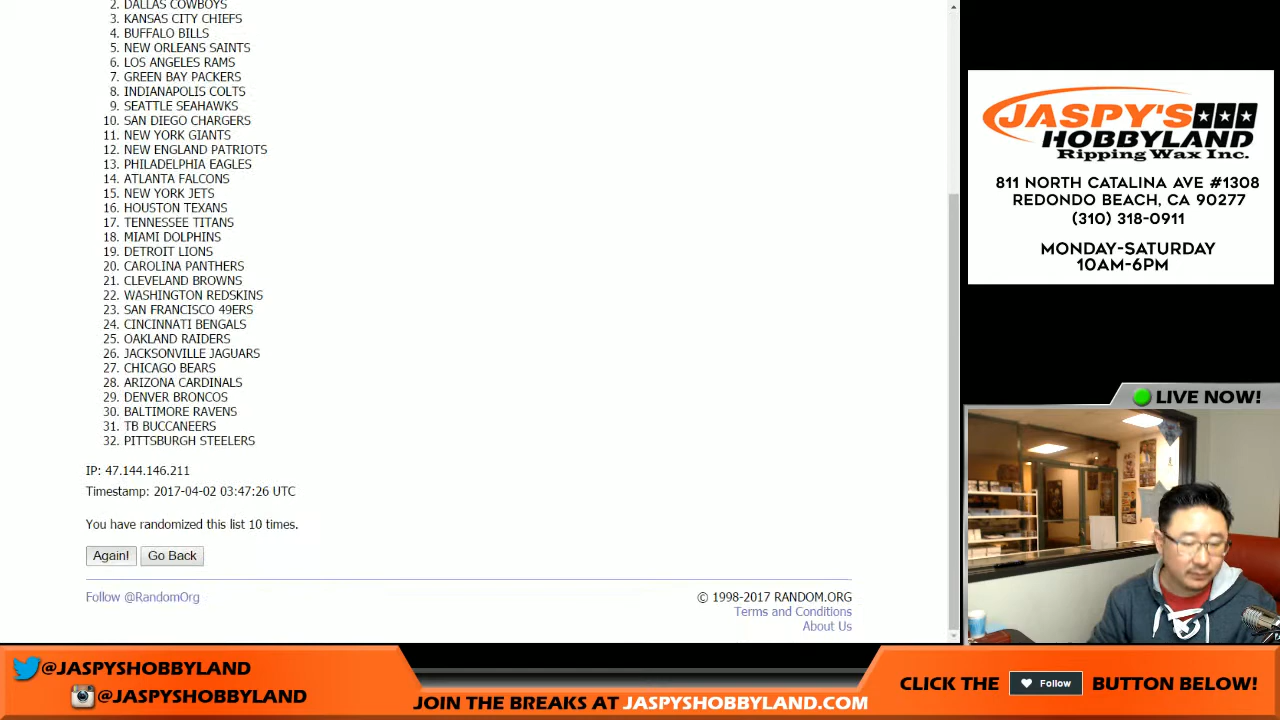 2. DALLAS COWBOYS
3. KANSAS CITY CHIEFS
4. BUFFALO BILLS
5. NEW ORLEANS SAINTS
6. LOS ANGELES RAMS
7. GREEN BAY PACKERS
8. INDIANAPOLIS COLTS
9. SEATTLE SEAHAWKS
10. SAN DIEGO CHARGERS
11. NEW YORK GIANTS
12. NEW ENGLAND PATRIOTS
13. PHILADELPHIA EAGLES
14. ATLANTA FALCONS
15. NEW YORK JETS
16. HOUSTON TEXANS
17. TENNESSEE TITANS
18. MIAMI DOLPHINS
19. DETROIT LIONS
20. CAROLINA PANTHERS
21. CLEVELAND BROWNS
22. WASHINGTON REDSKINS
23. SAN FRANCISCO 49ERS
24. CINCINNATI BENGALS
25. OAKLAND RAIDERS
26. JACKSONVILLE JAGUARS
27. CHICAGO BEARS
28. ARIZONA CARDINALS
29. DENVER BRONCOS
30. BALTIMORE RAVENS
31. TB BUCCANEERS
32. PITTSBURGH STEELERS
IP: 47.144.146.211
Timestamp: 2017-04-02 03:47:26 UTC
You have randomized this list 10 times.
Again! Go Back
Follow @RandomOrg
© 1998-2017 RANDOM.ORG
Terms and Conditions
About Us
JASPY'S
HOBBYLAND
Ripping Wax Inc.
811 NORTH CATALINA AVE #1308
REDONDO BEACH, CA 90277
(310) 318-0911
MONDAY-SATURDAY
10AM-6PM
LIVE NOW!
@JASPYSHOBBYLAND
@JASPYSHOBBYLAND
JOIN THE BREAKS AT JASPYSHOBBYLAND.COM
CLICK THE Follow BUTTON BELOW!